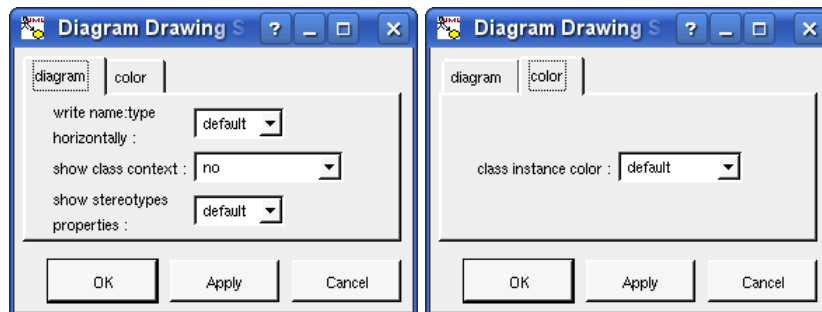 Diagram Drawing S
diagram color
write name:type
horizontally :
default
show class context : no
show stereotypes
properties :
default
OK Apply Cancel
Diagram Drawing S
diagram color
class instance color : default
OK Apply Cancel